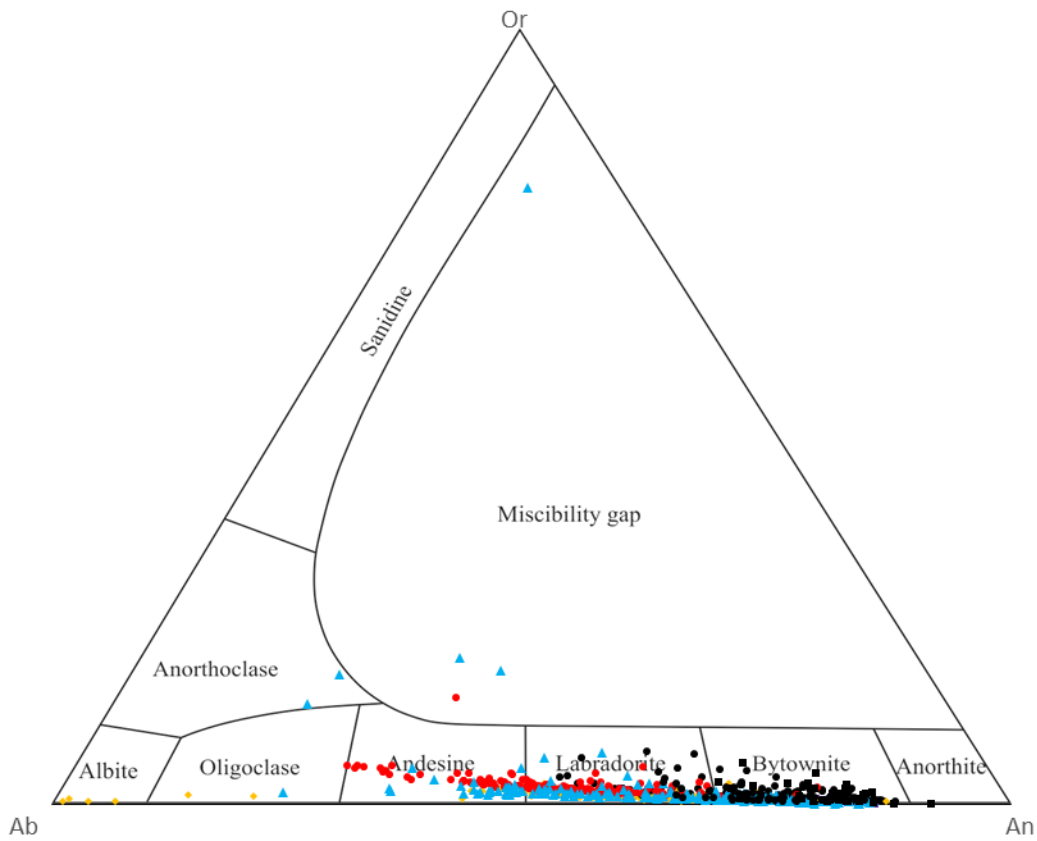 Or
Sanidine
Miscibility gap
Anorthoclase
Albite
Oligoclase
Andesine
Labradorite
Bytownite
Anorthite
Ab
An